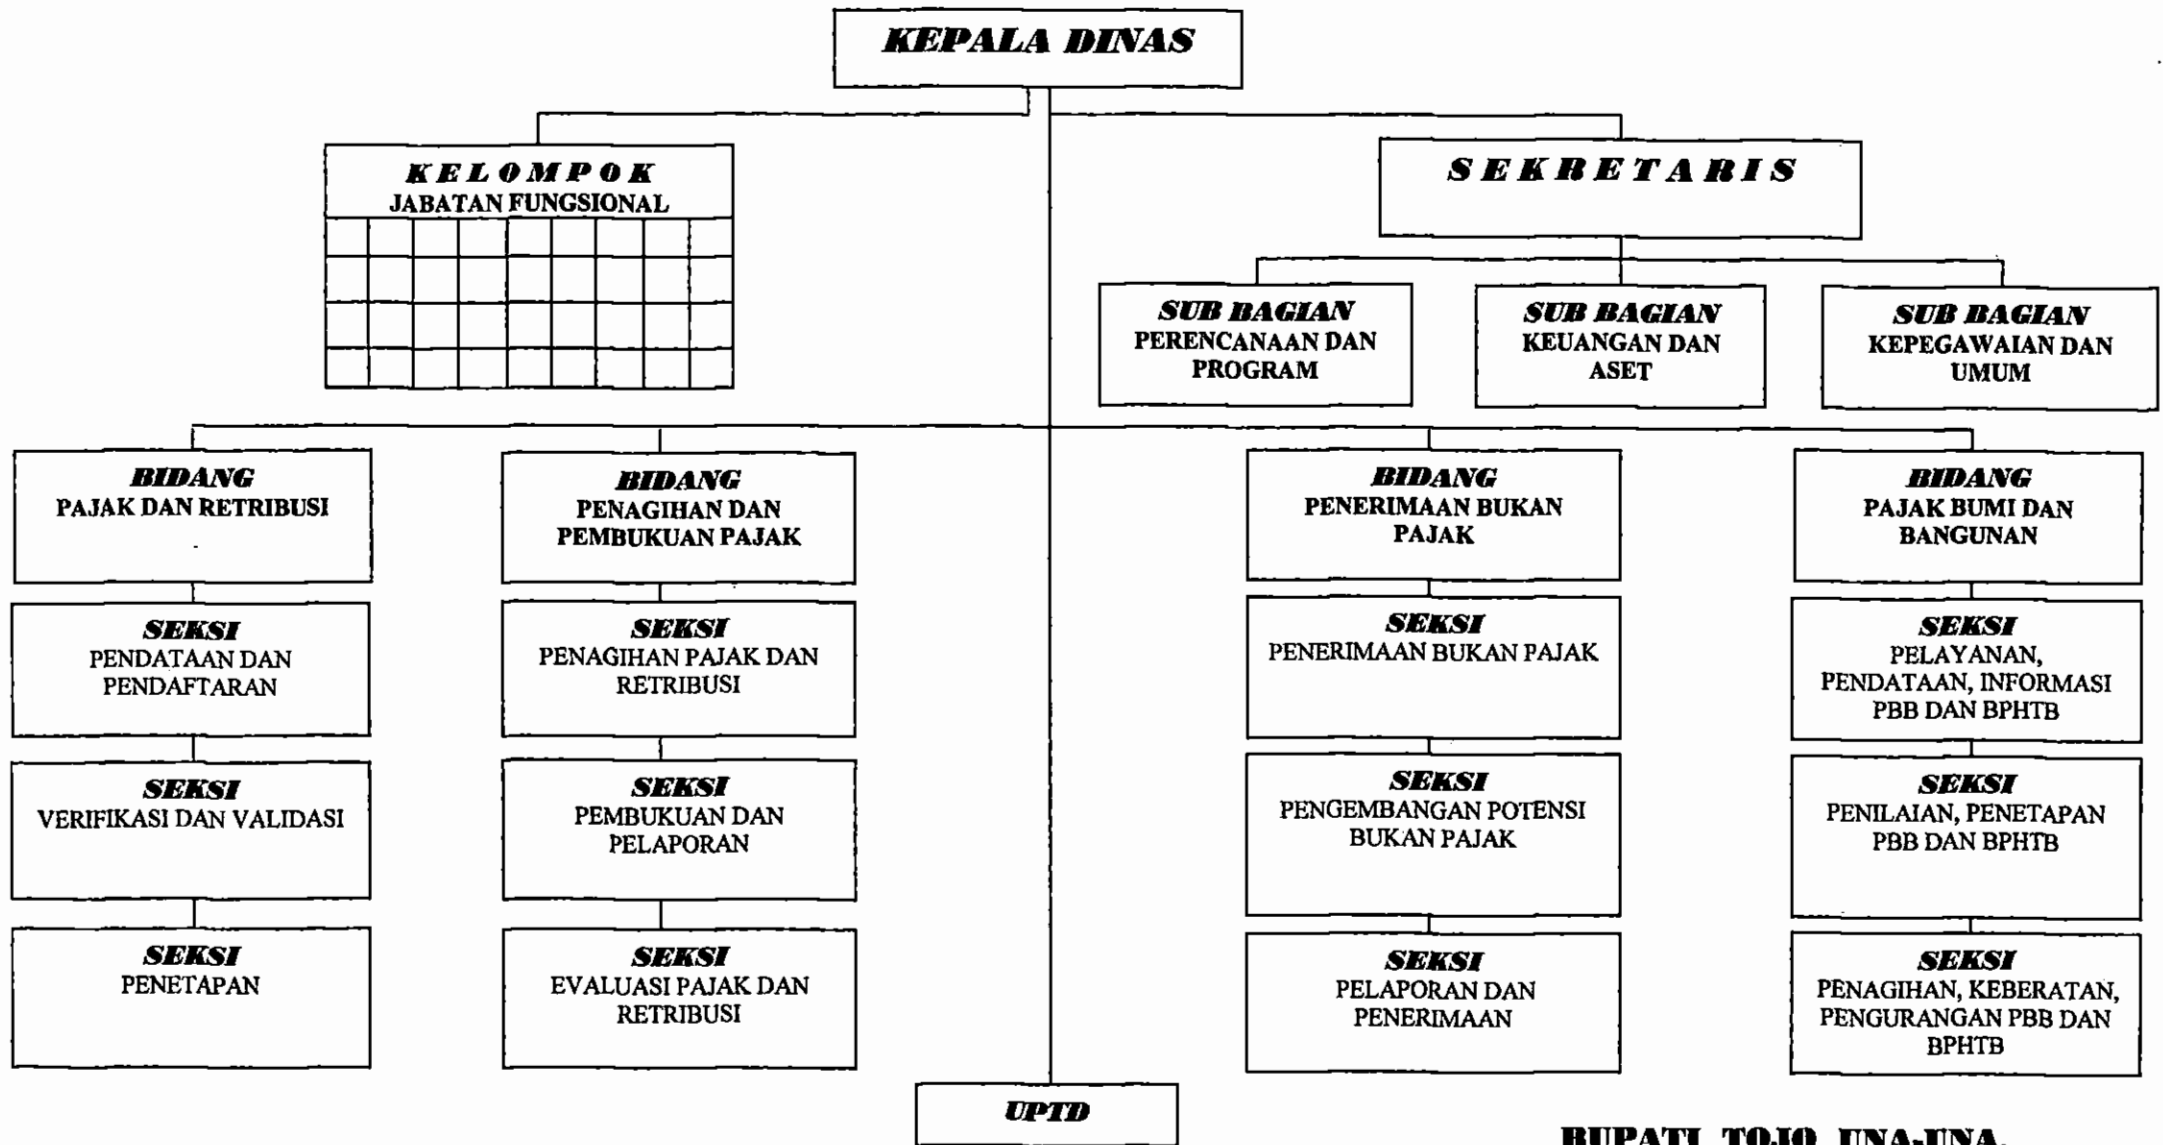 KEPALA DINAS
KELOMPOK
JABATAN FUNGSIONAL
SEKRETARIS
SUB BAGIAN
PERENCANAAN DAN
PROGRAM
SUB BAGIAN
KEUANGAN DAN
ASET
SUB BAGIAN
KEPEGAWAIAN DAN
UMUM
BIDANG
PAJAK DAN RETRIBUSI
SEKSI
PENDATAAN DAN
PENDAFTARAN
SEKSI
VERIFIKASI DAN VALIDASI
SEKSI
PENETAPAN
BIDANG
PENAGIHAN DAN
PEMBUKUAN PAJAK
SEKSI
PENAGIHAN PAJAK DAN
RETRIBUSI
SEKSI
PEMBUKUAN DAN
PELAPORAN
SEKSI
EVALUASI PAJAK DAN
RETRIBUSI
BIDANG
PENERIMAAN BUKAN
PAJAK
SEKSI
PENERIMAAN BUKAN PAJAK
SEKSI
PENGEMBANGAN POTENSI
BUKAN PAJAK
SEKSI
PELAPORAN DAN
PENERIMAAN
BIDANG
PAJAK BUMI DAN
BANGUNAN
SEKSI
PELAYANAN,
PENDATAAN, INFORMASI
PBB DAN BPHTB
SEKSI
PENILAIAN, PENETAPAN
PBB DAN BPHTB
SEKSI
PENAGIHAN, KEBERATAN,
PENGURANGAN PBB DAN
BPHTB
UPTD
BUPATI TOJO UNA-UNA,